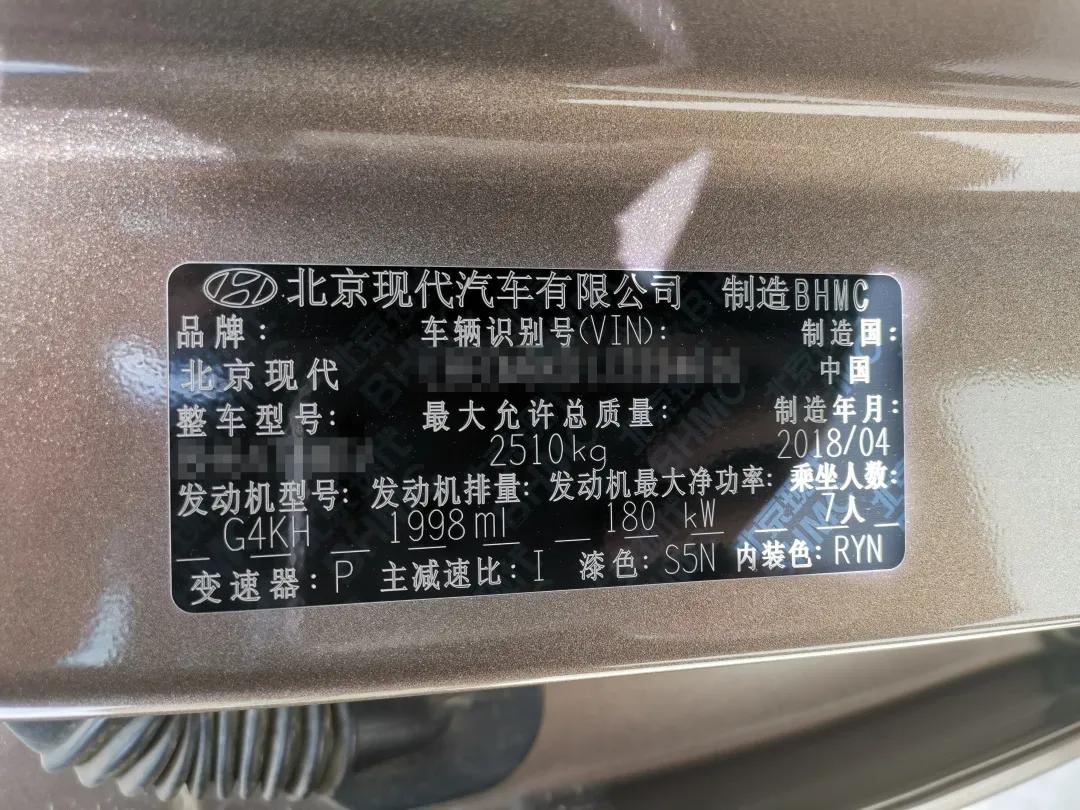 北京现代汽车有限公司 制造BHMC
品牌: 车辆识别号(VIN): 制造国:
北京现代 中国
整车型号: 最大允许总质量: 制造年月:
2510kg 2018/04
发动机型号: 发动机排量: 发动机最大净功率: 乘坐人数:
G4KH 1998ml 180 kW 7人
变速器: P 主减速比: I 漆色: S5N 内装色: RYN